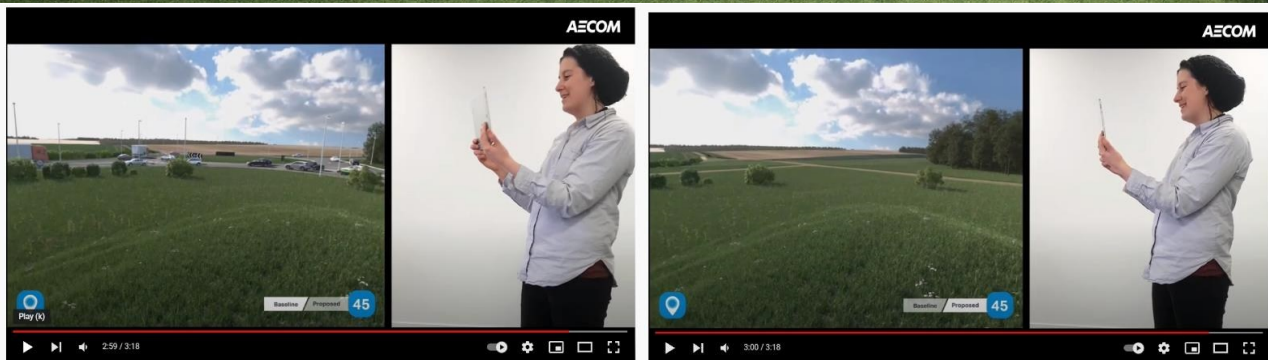 AECOM
Baseline / Proposed 45
Play (k)
2:59 / 3:18
AECOM
Baseline / Proposed 45
3:00 / 3:18